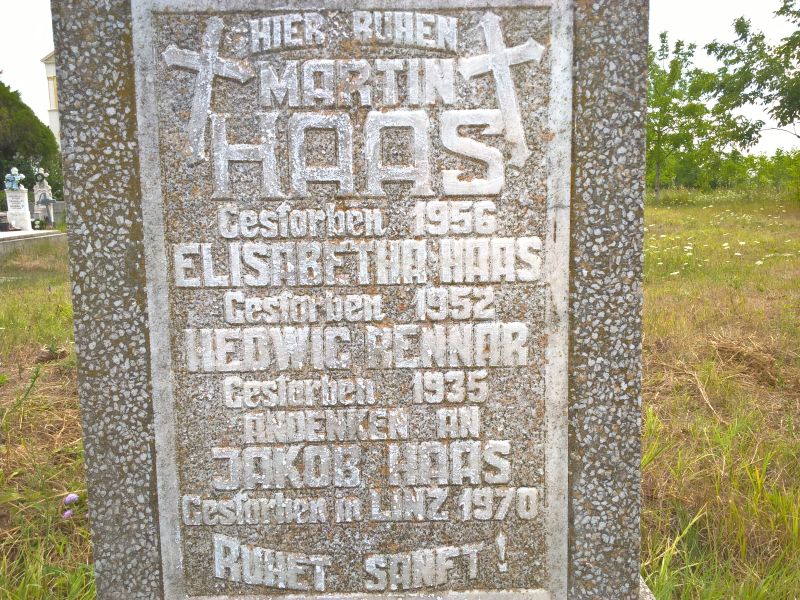 HIER RUHEN
MARTIN
HAAS
Gestorben 1956
ELISABETHA HAAS
Gestorben 1952
HEDWIG RENNAR
Gestorben 1935
ANDENKEN AN
JAKOB HAAS
Gestorben in LINZ 1970
RUHET SANFT!